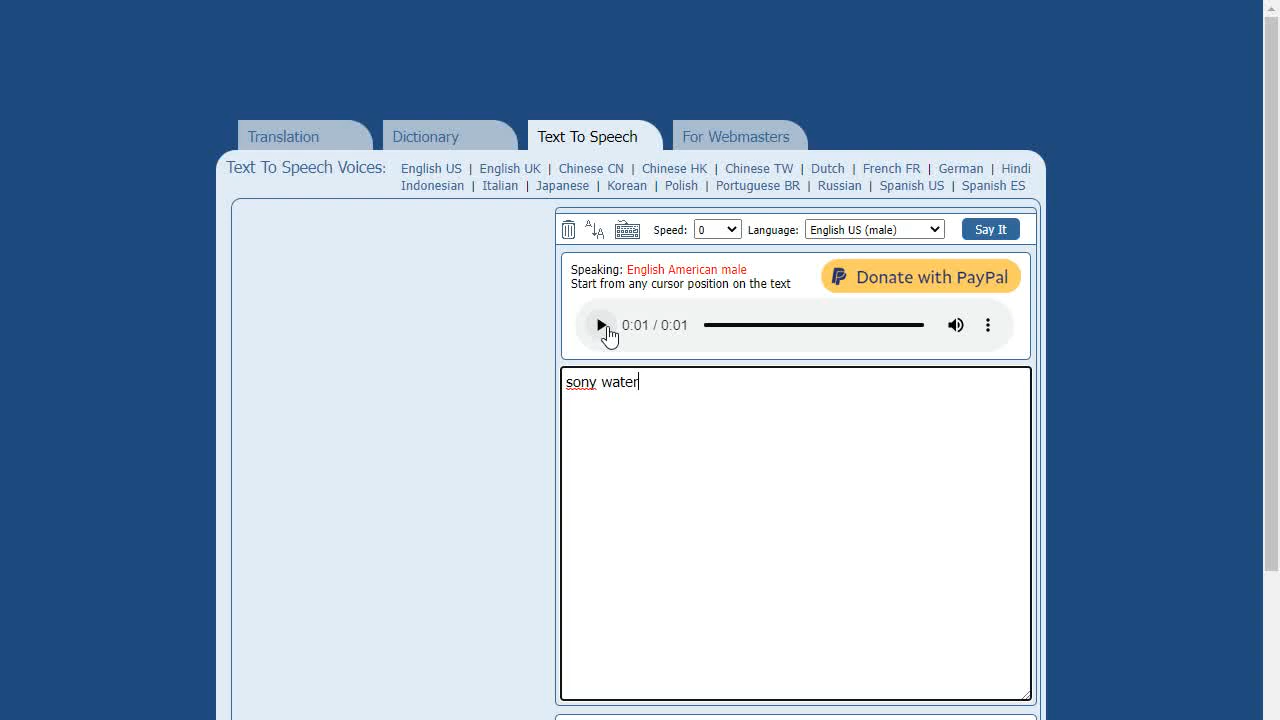 Translation
Dictionary
Text To Speech
For Webmasters
Text To Speech Voices:
English US | English UK | Chinese CN | Chinese HK | Chinese TW | Dutch | French FR | German | Hindi
Indonesian | Italian | Japanese | Korean | Polish | Portuguese BR | Russian | Spanish US | Spanish ES
Speed: 0 Language: English US (male) Say It
Speaking: English American male
Start from any cursor position on the text
Donate with PayPal
0:01 / 0:01
sony water